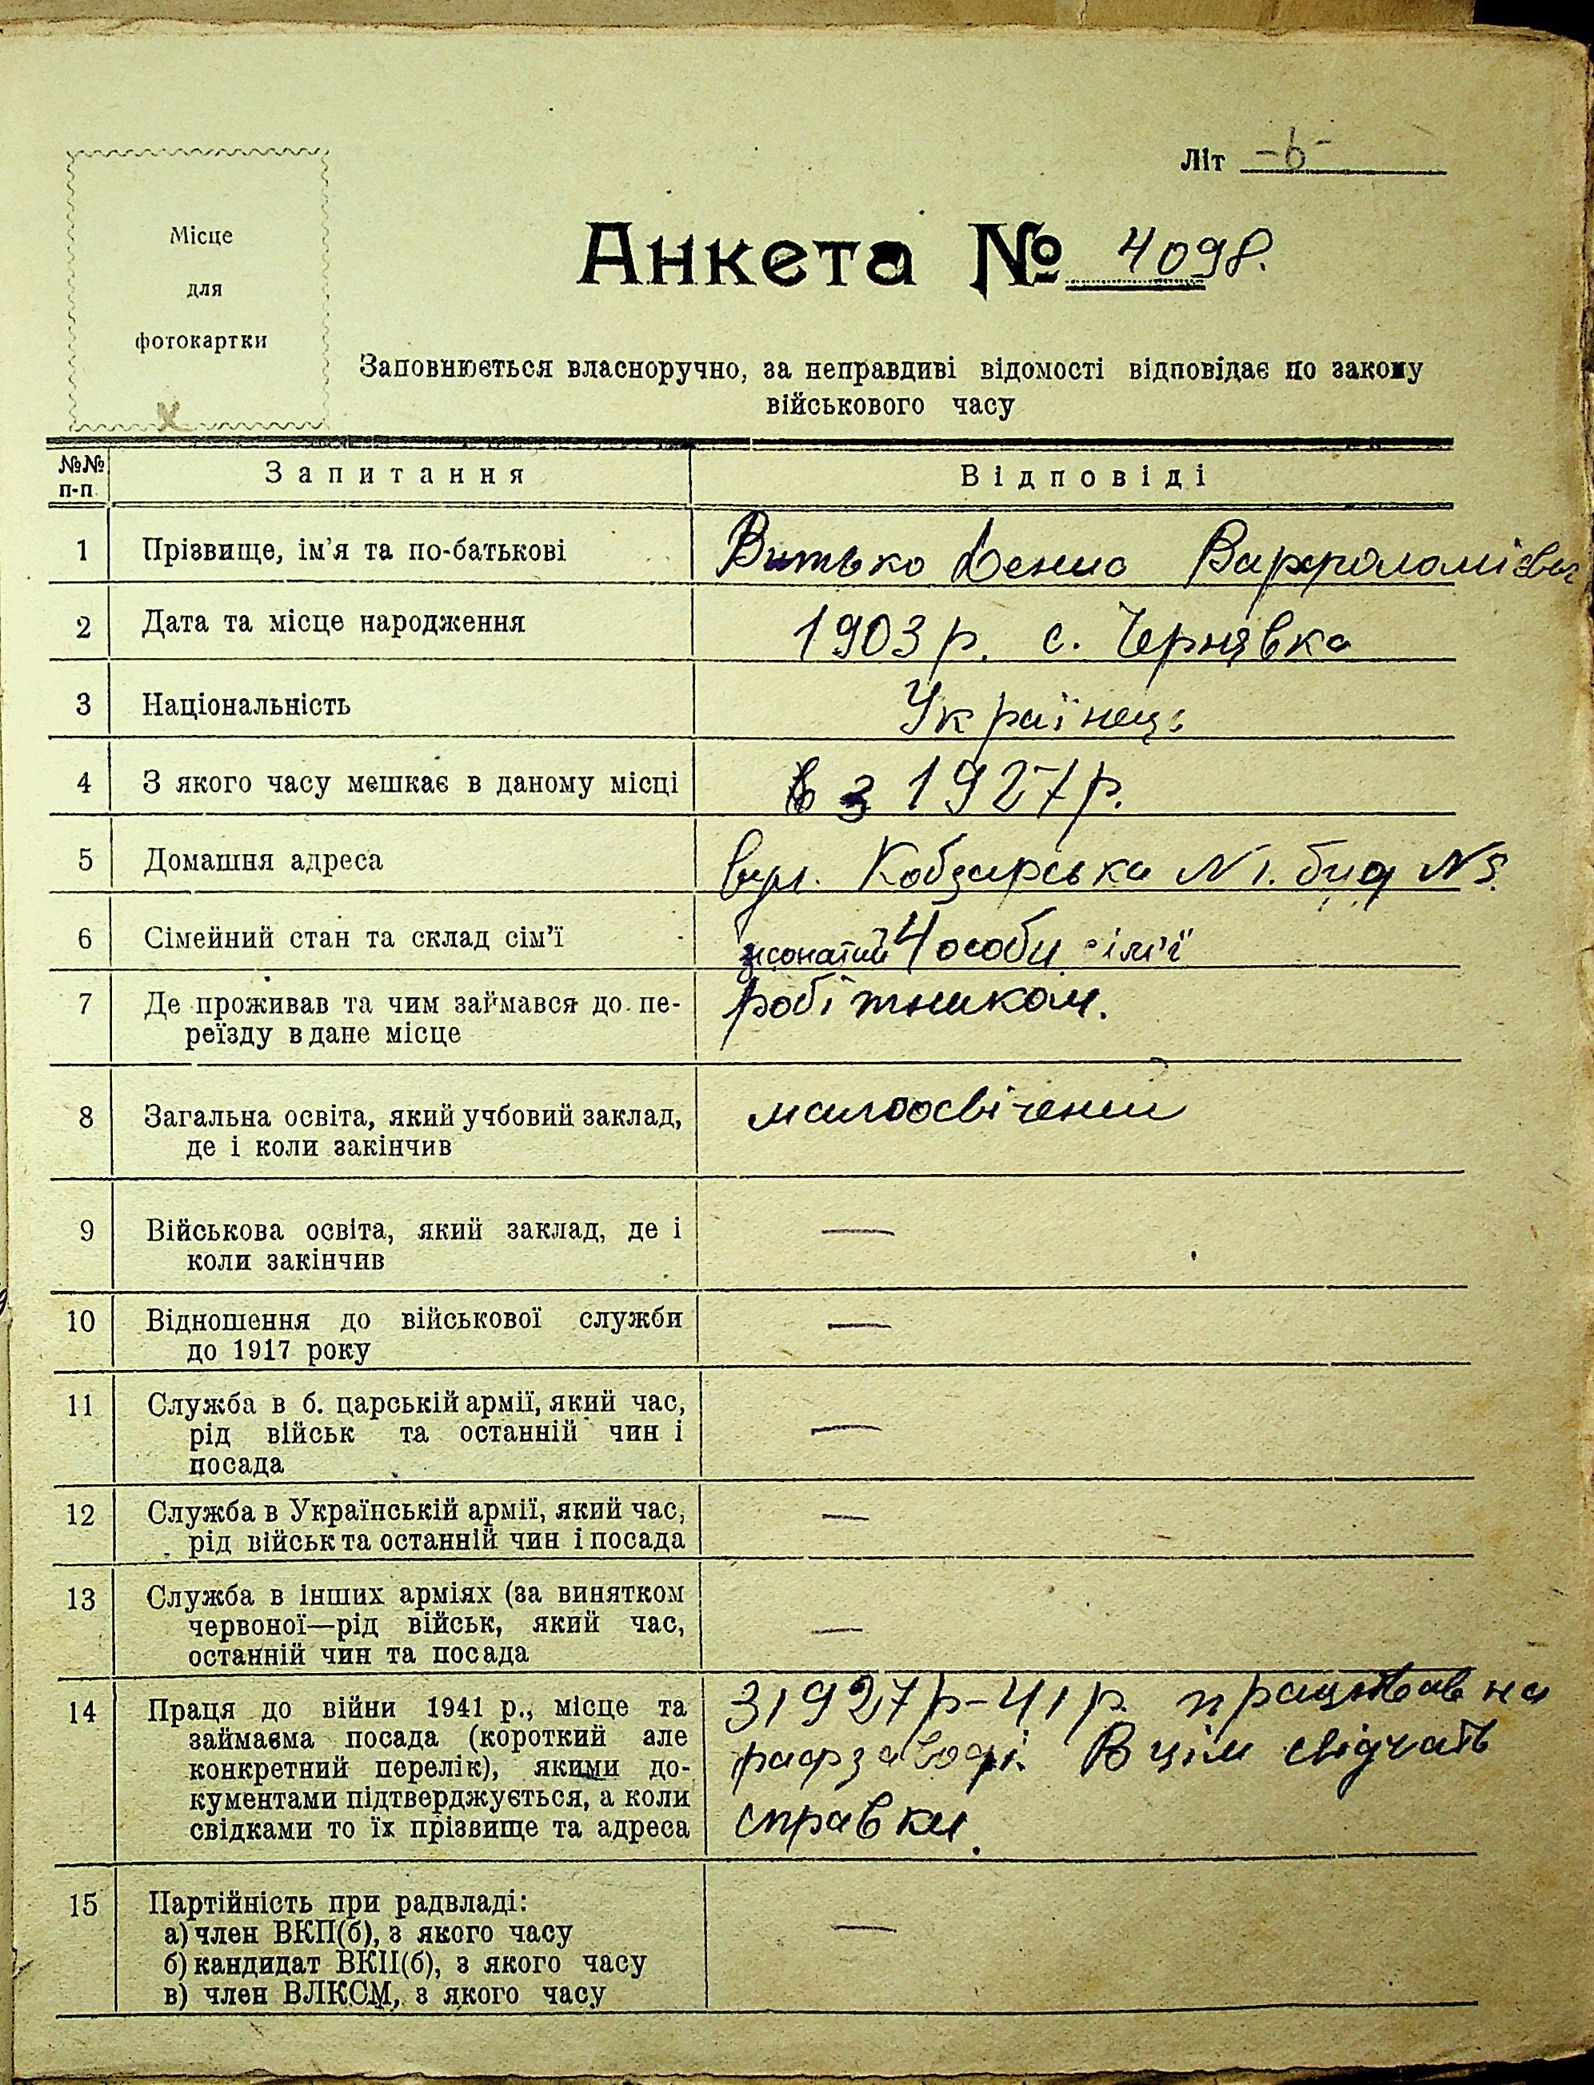 Літ -в-
Місце
для
фотокартки
Анкета № 4098.
Заповнюється власноручно, за неправдиві відомості відповідає по закону
військового часу
№№ п-п.
Запитання
Відповіді
1 Прізвище, ім'я та по-батькові Витько Денис Варфоломієвич
2 Дата та місце народження 1903 р. с. Чернявка
3 Національність Українець
4 З якого часу мешкає в даному місці з 1927 р.
5 Домашня адреса вул. Кобзарська N 1. буд N 3.
6 Сімейний стан та склад сім'ї жонатий 4 особи сім'ї
7 Де проживав та чим займався до пе-
реїзду в дане місце
робітником.
8 Загальна освіта, який учбовий заклад,
де і коли закінчив
малоосвічений
9 Військова освіта, який заклад, де і
коли закінчив
—
10 Відношення до військової служби
до 1917 року
—
11 Служба в б. царській армії, який час,
рід військ та останній чин і
посада
—
12 Служба в Українській армії, який час,
рід військ та останній чин і посада
—
13 Служба в інших арміях (за винятком
червоної—рід військ, який час,
останній чин та посада
—
14 Праця до війни 1941 р., місце та
займаєма посада (короткий але
конкретний перелік), якими до-
кументами підтверджується, а коли
свідками то їх прізвище та адреса
З 1927 р - 41 р. працював на
рафзаводі. В цім свідчать
справки.
15 Партійність при радвладі:
а) член ВКП(б), з якого часу
б) кандидат ВКП(б), з якого часу
в) член ВЛКСМ, з якого часу
—